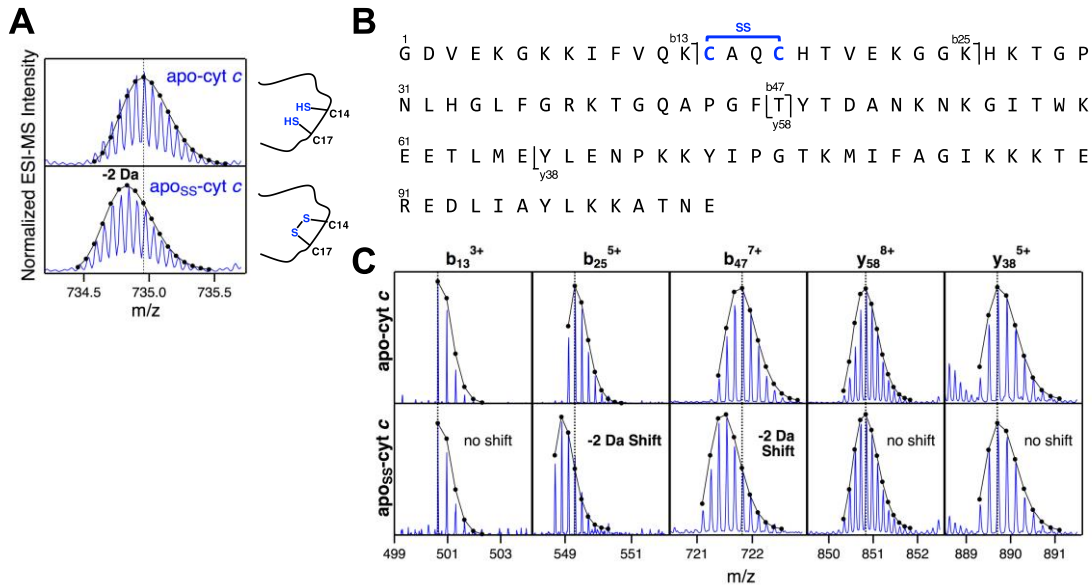 A
Normalized ESI-MS Intensity
apo-cyt c
-2 Da
apoSS-cyt c
734.5 735.0 735.5
m/z
HS
HS
C14
C17
S
S
C14
C17
B
SS
1 b13 b25
G D V E K G K K I F V Q K C A Q C H T V E K G G K H K T G P
31 b47
N L H G L F G R K T G Q A P G F T Y T D A N K N K G I T W K
y58
61
E E T L M E Y L E N P K K Y I P G T K M I F A G I K K K T E
y38
91
R E D L I A Y L K K A T N E
C
b13 3+ b25 5+ b47 7+ y58 8+ y38 5+
apo-cyt c
apoSS-cyt c
no shift
-2 Da Shift
-2 Da
Shift
no shift
no shift
499 501 503 549 551 721 722 850 851 852 889 890 891
m/z